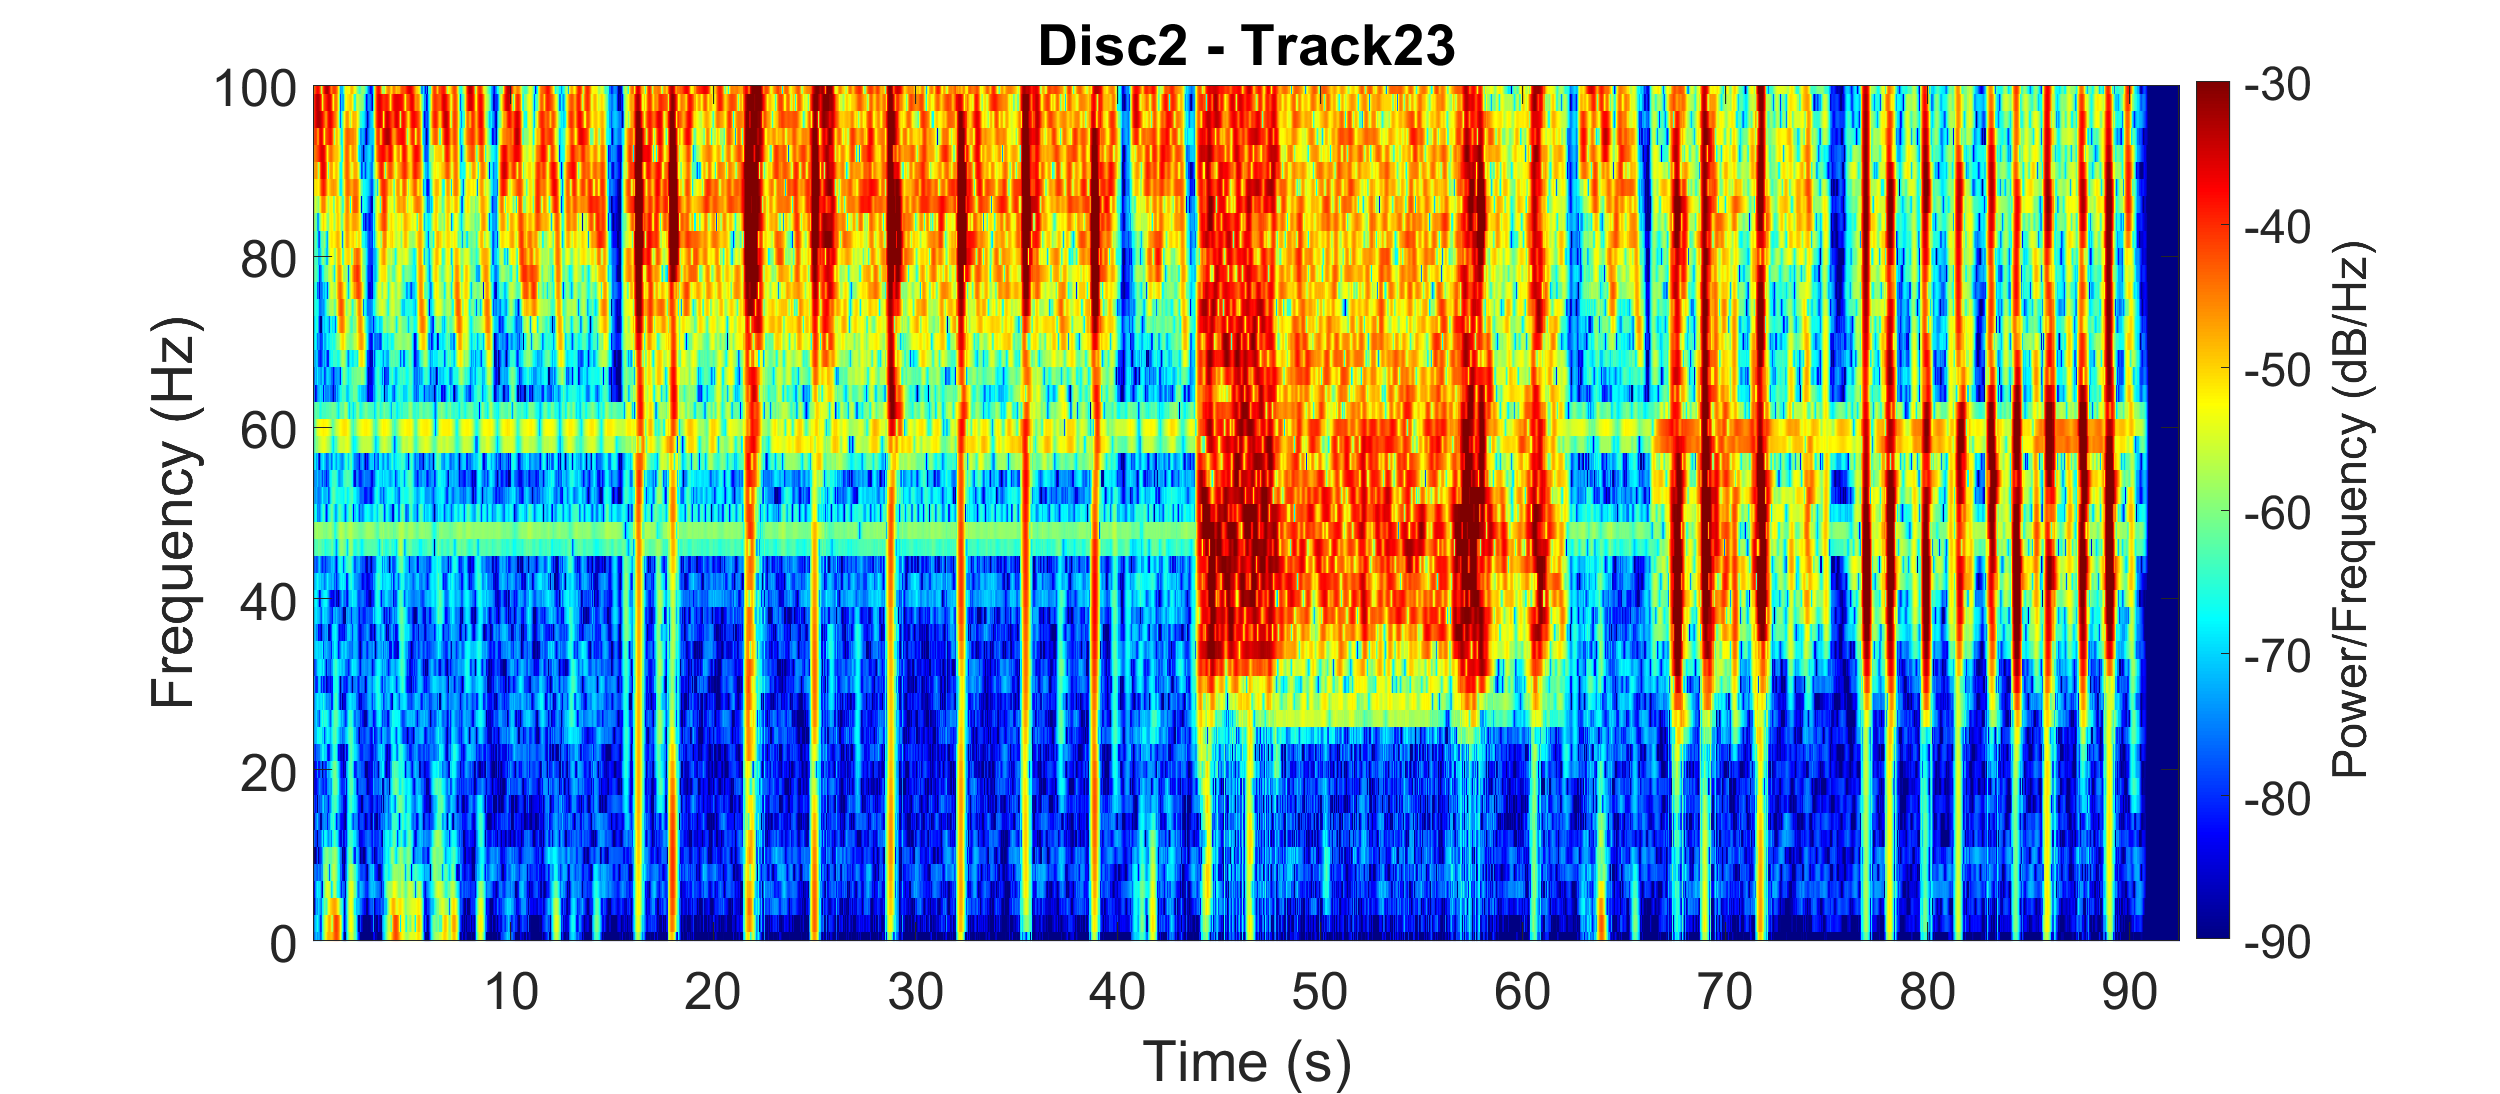 Disc2 - Track23
100
80
60
40
20
0
Frequency (Hz)
10 20 30 40 50 60 70 80 90
Time (s)
-30
-40
-50
-60
-70
-80
-90
Power/Frequency (dB/Hz)